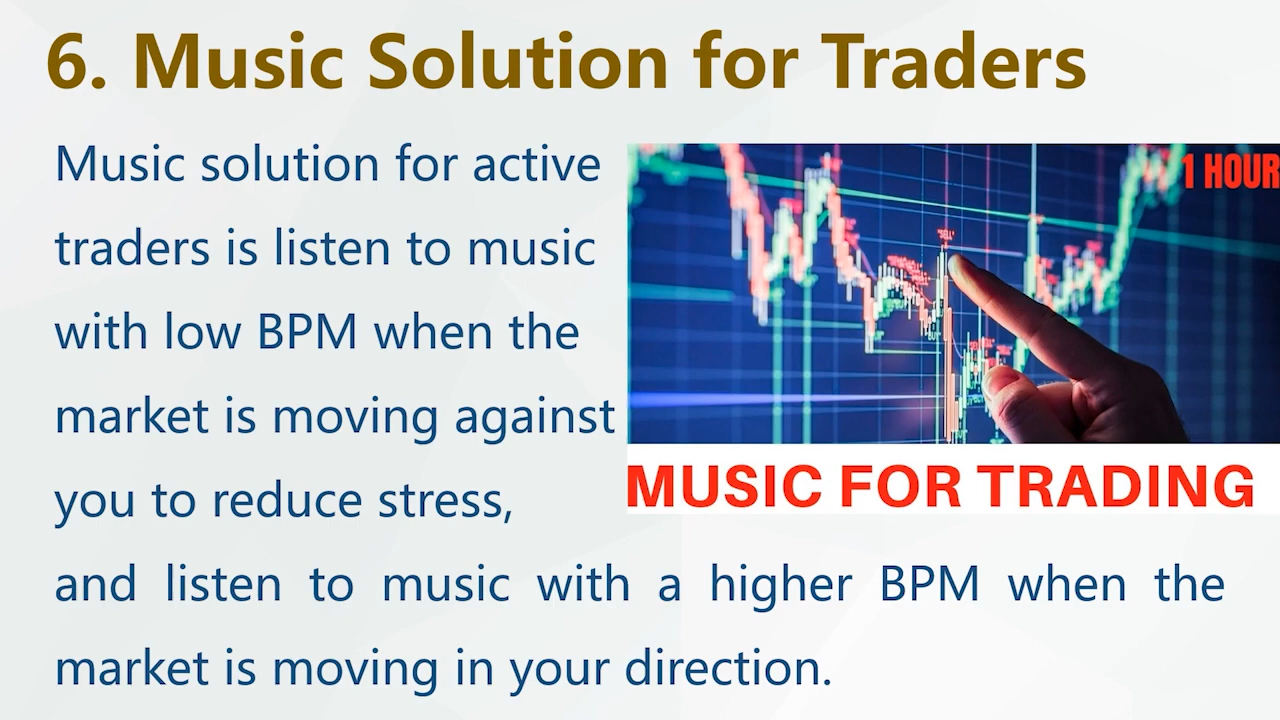 6. Music Solution for Traders
Music solution for active
traders is listen to music
with low BPM when the
market is moving against
you to reduce stress,
and listen to music with a higher BPM when the
market is moving in your direction.
1 HOUR
"SELL"
MUSIC FOR TRADING